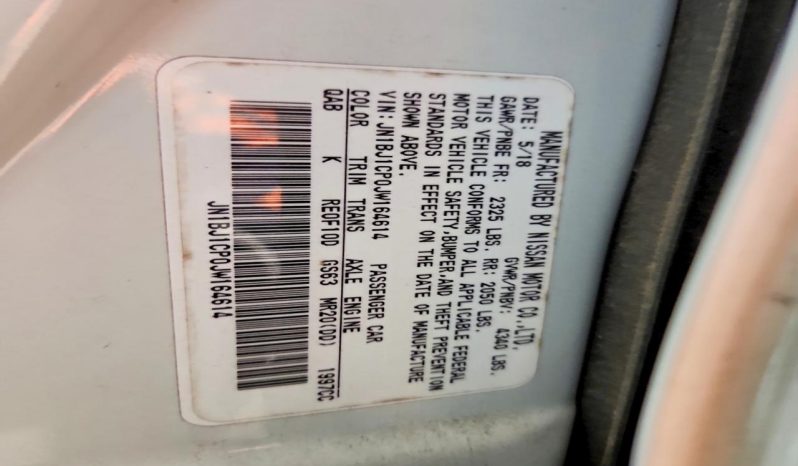 MANUFACTURED BY NISSAN MOTOR CO.,LTD.
DATE: 5/18 GVWR/PNBV: 4340 LBS.
GAWR/PNBE FR: 2325 LBS. RR: 2050 LBS.
THIS VEHICLE CONFORMS TO ALL APPLICABLE FEDERAL
MOTOR VEHICLE SAFETY,BUMPER,AND THEFT PREVENTION
STANDARDS IN EFFECT ON THE DATE OF MANUFACTURE
SHOWN ABOVE.
VIN:JN1BJ1CP0JW164614 PASSENGER CAR
COLOR TRIM TRANS AXLE ENGINE
QAB K RE0F10D GS63 MR20(DD) 1997CC
JN1BJ1CP0JW164614